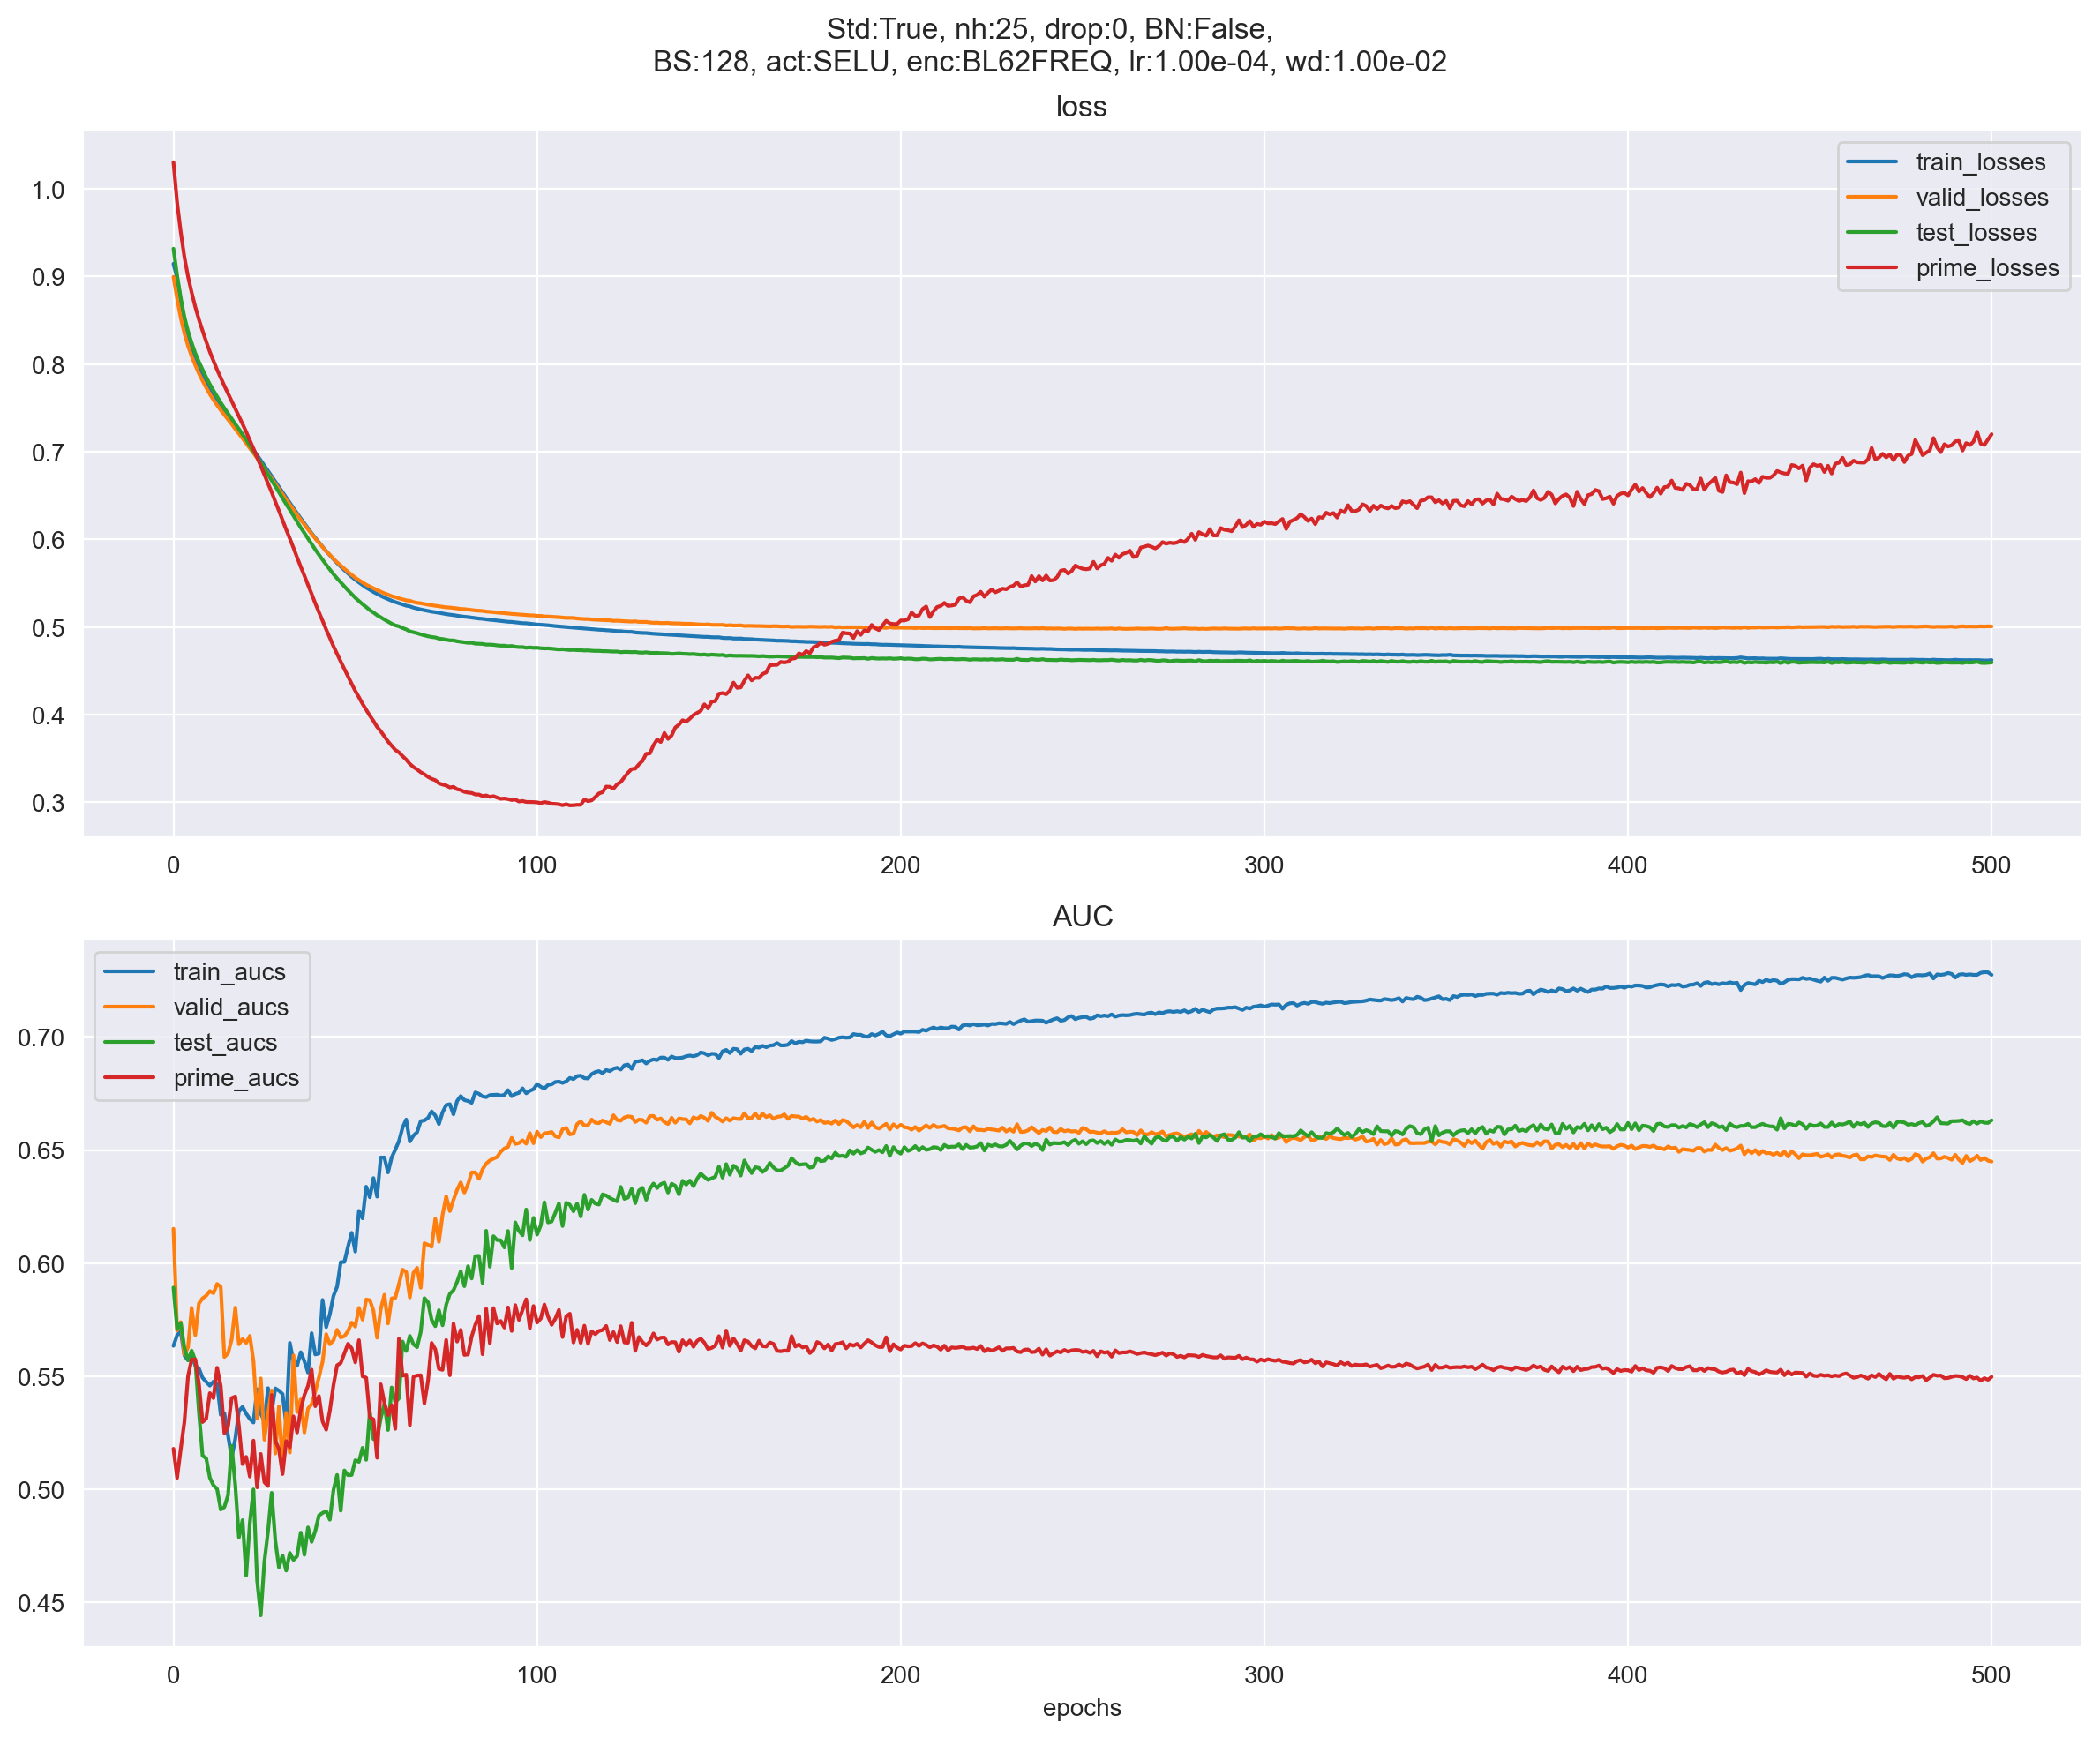 Std:True, nh:25, drop:0, BN:False,
BS:128, act:SELU, enc:BL62FREQ, lr:1.00e-04, wd:1.00e-02
loss
train_losses
valid_losses
test_losses
prime_losses
1.0
0.9
0.8
0.7
0.6
0.5
0.4
0.3
0 100 200 300 400 500
AUC
train_aucs
valid_aucs
test_aucs
prime_aucs
0.70
0.65
0.60
0.55
0.50
0.45
0 100 200 300 400 500
epochs